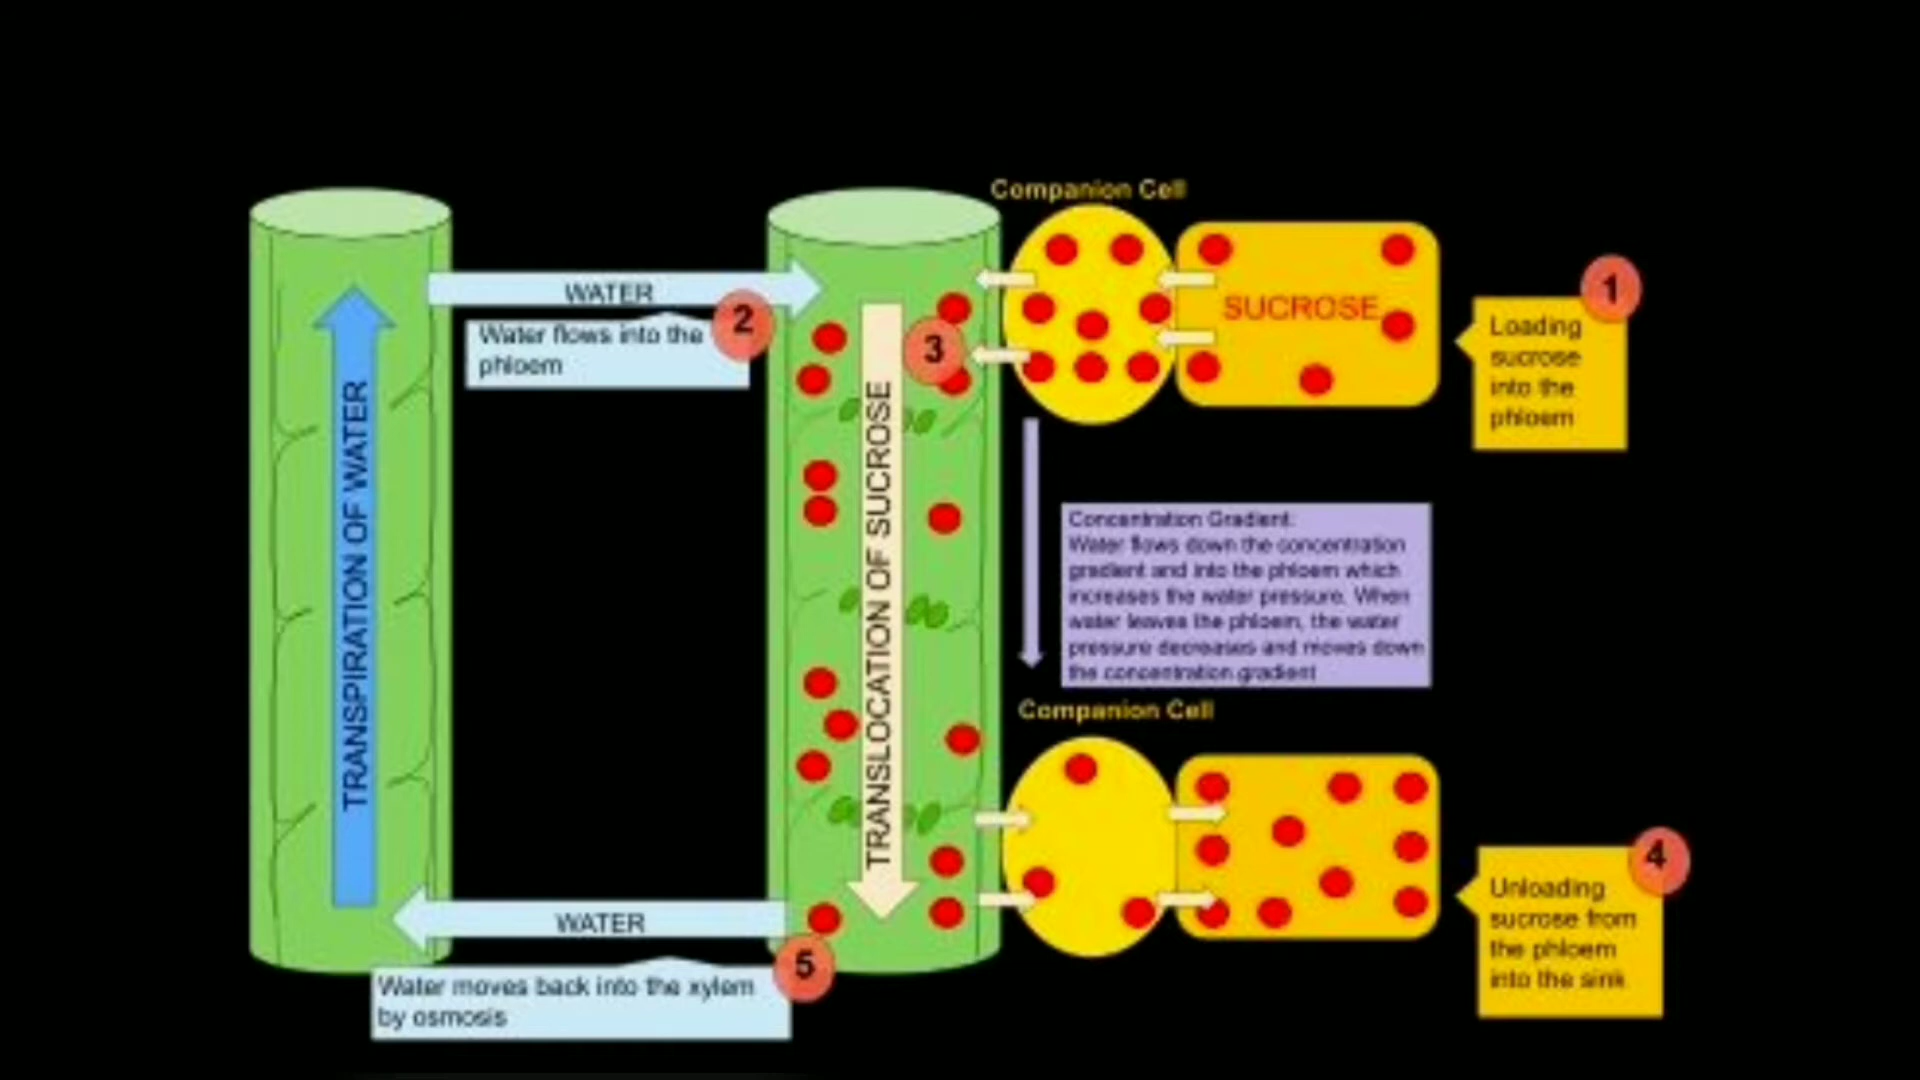 Companion Cell
WATER
2
Water flows into the
phloem
3
SUCROSE
1
Loading
sucrose
into the
phloem
TRANSPIRATION OF WATER
TRANSLOCATION OF SUCROSE
Concentration Gradient:
Water flows down the concentration
gradient and into the phloem which
increases the water pressure. When
water leaves the phloem, the water
pressure decreases and moves down
the concentration gradient
Companion Cell
4
Unloading
sucrose from
the phloem
into the sink
WATER
5
Water moves back into the xylem
by osmosis